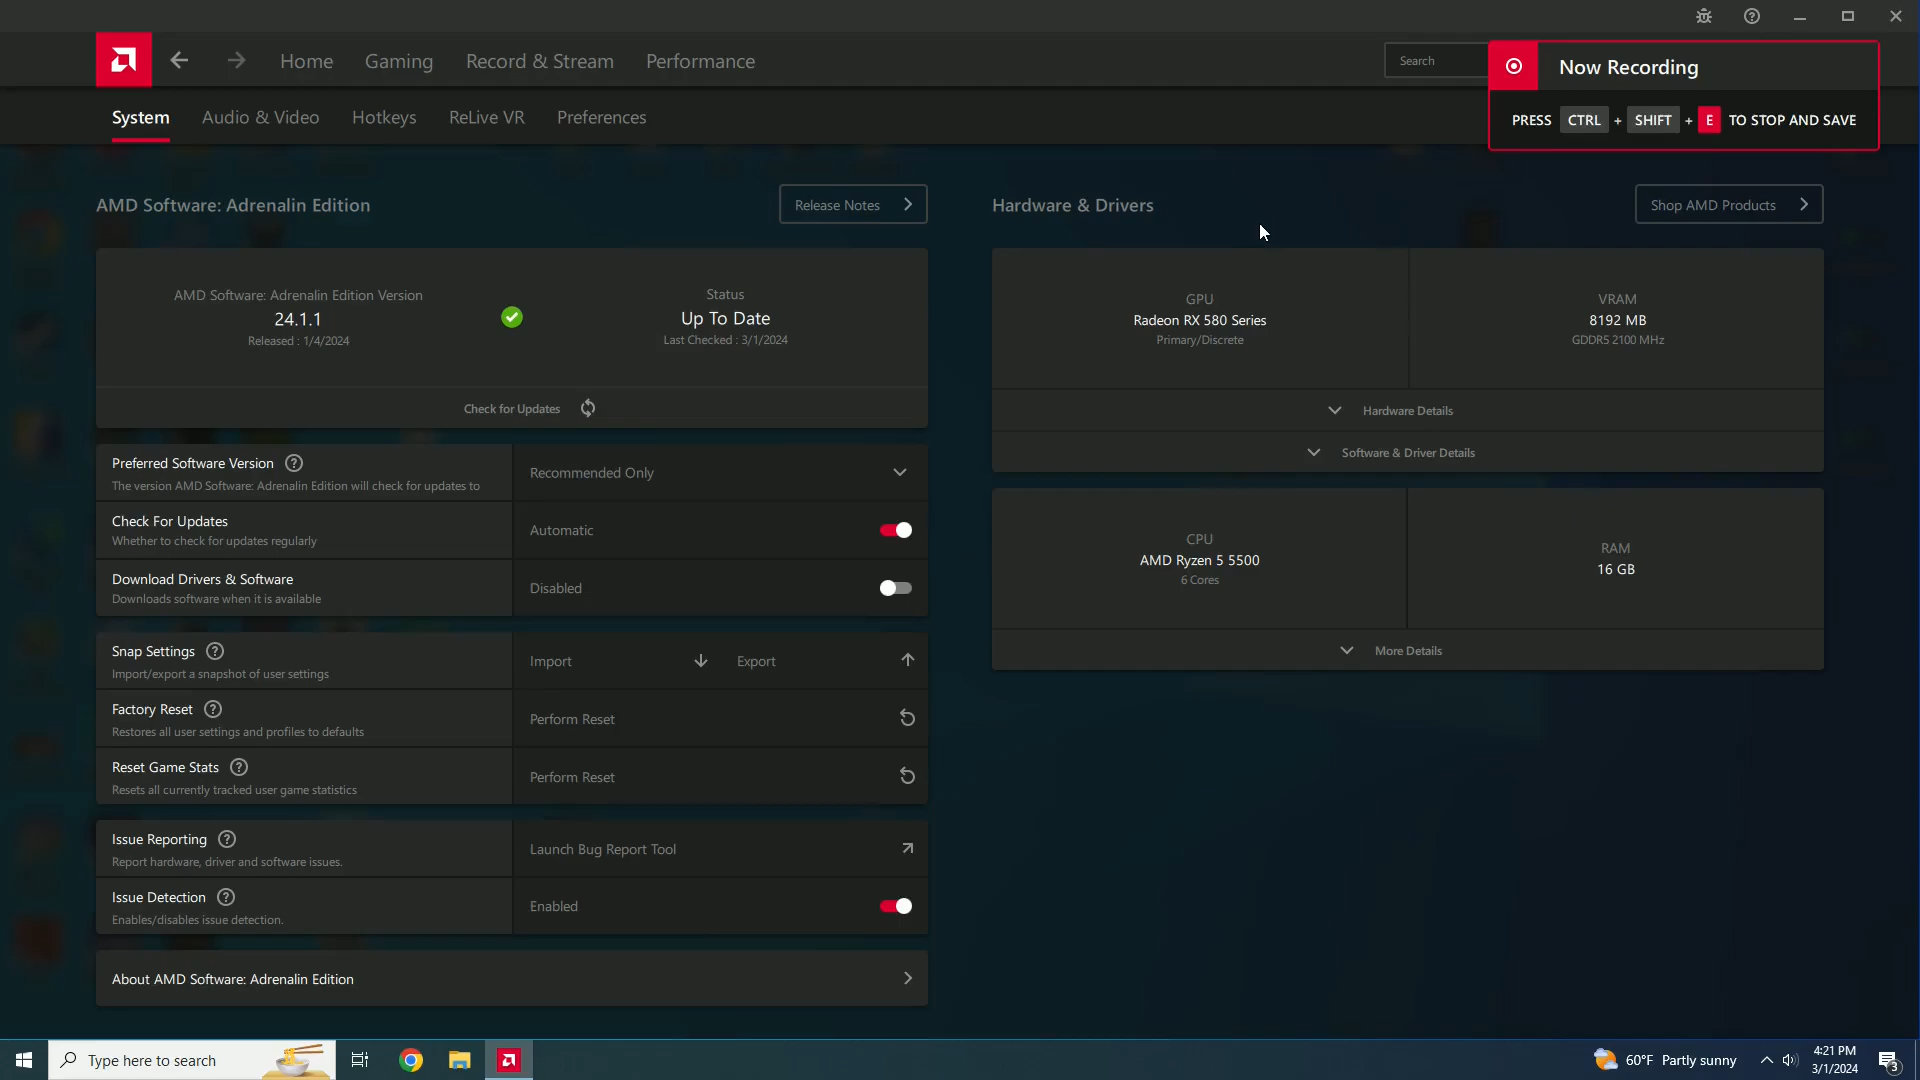 Home Gaming Record & Stream Performance
Search
Now Recording
PRESS CTRL + SHIFT + E TO STOP AND SAVE
System Audio & Video Hotkeys ReLive VR Preferences
AMD Software: Adrenalin Edition
Release Notes
AMD Software: Adrenalin Edition Version
24.1.1
Released : 1/4/2024
Status
Up To Date
Last Checked : 3/1/2024
Check for Updates
Preferred Software Version
The version AMD Software: Adrenalin Edition will check for updates to
Recommended Only
Check For Updates
Whether to check for updates regularly
Automatic
Download Drivers & Software
Downloads software when it is available
Disabled
Snap Settings
Import/export a snapshot of user settings
Import
Export
Factory Reset
Restores all user settings and profiles to defaults
Perform Reset
Reset Game Stats
Resets all currently tracked user game statistics
Perform Reset
Issue Reporting
Report hardware, driver and software issues.
Launch Bug Report Tool
Issue Detection
Enables/disables issue detection.
Enabled
About AMD Software: Adrenalin Edition
Hardware & Drivers
Shop AMD Products
GPU
Radeon RX 580 Series
Primary/Discrete
VRAM
8192 MB
GDDR5 2100 MHz
Hardware Details
Software & Driver Details
CPU
AMD Ryzen 5 5500
6 Cores
RAM
16 GB
More Details
Type here to search
60°F Partly sunny
4:21 PM
3/1/2024
3